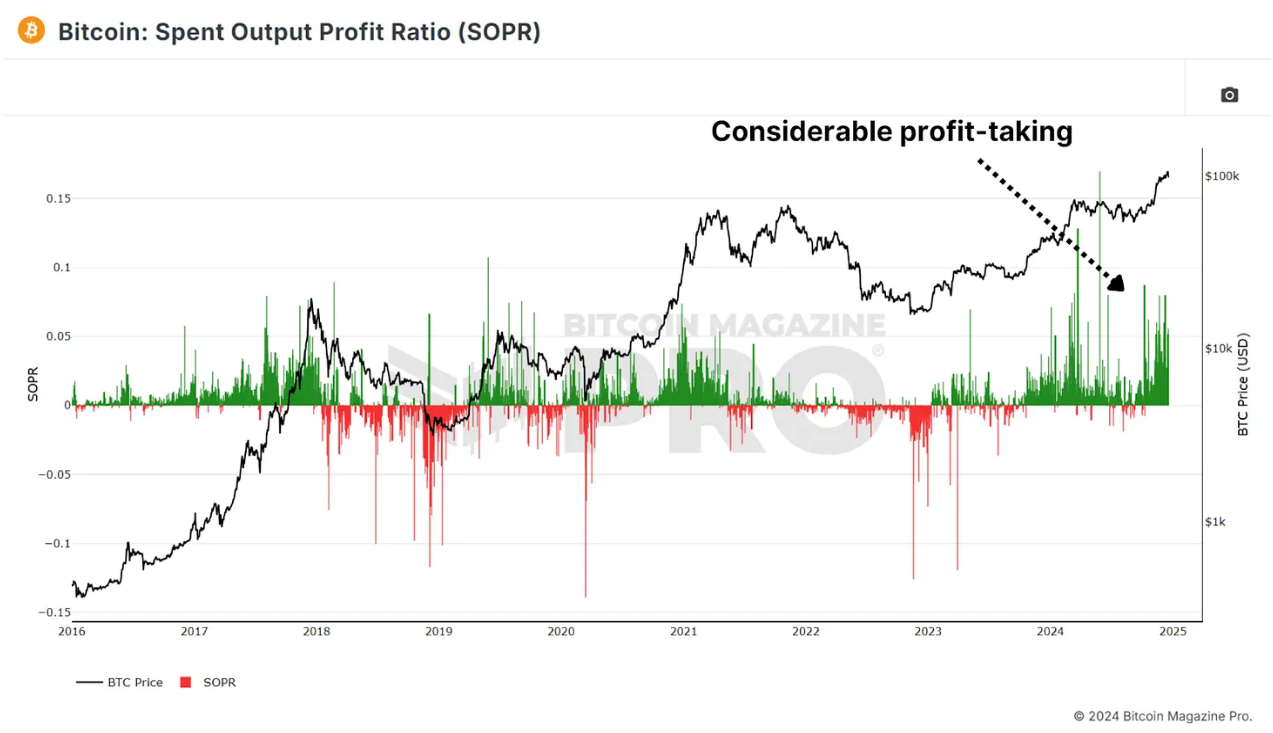 Bitcoin: Spent Output Profit Ratio (SOPR)
Considerable profit-taking
0.15
0.1
0.05
0
−0.05
−0.1
−0.15
SOPR
$100k
$10k
$1k
BTC Price (USD)
BITCOIN MAGAZINE
PRO®
2016 2017 2018 2019 2020 2021 2022 2023 2024 2025
BTC Price SOPR
© 2024 Bitcoin Magazine Pro.